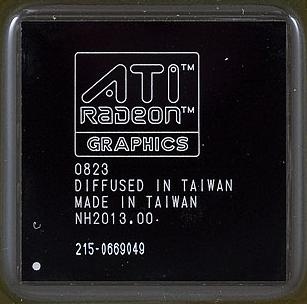 ATI™
RADEON™
GRAPHICS
0823
DIFFUSED IN TAIWAN
MADE IN TAIWAN
NH2013.00
215-0669049